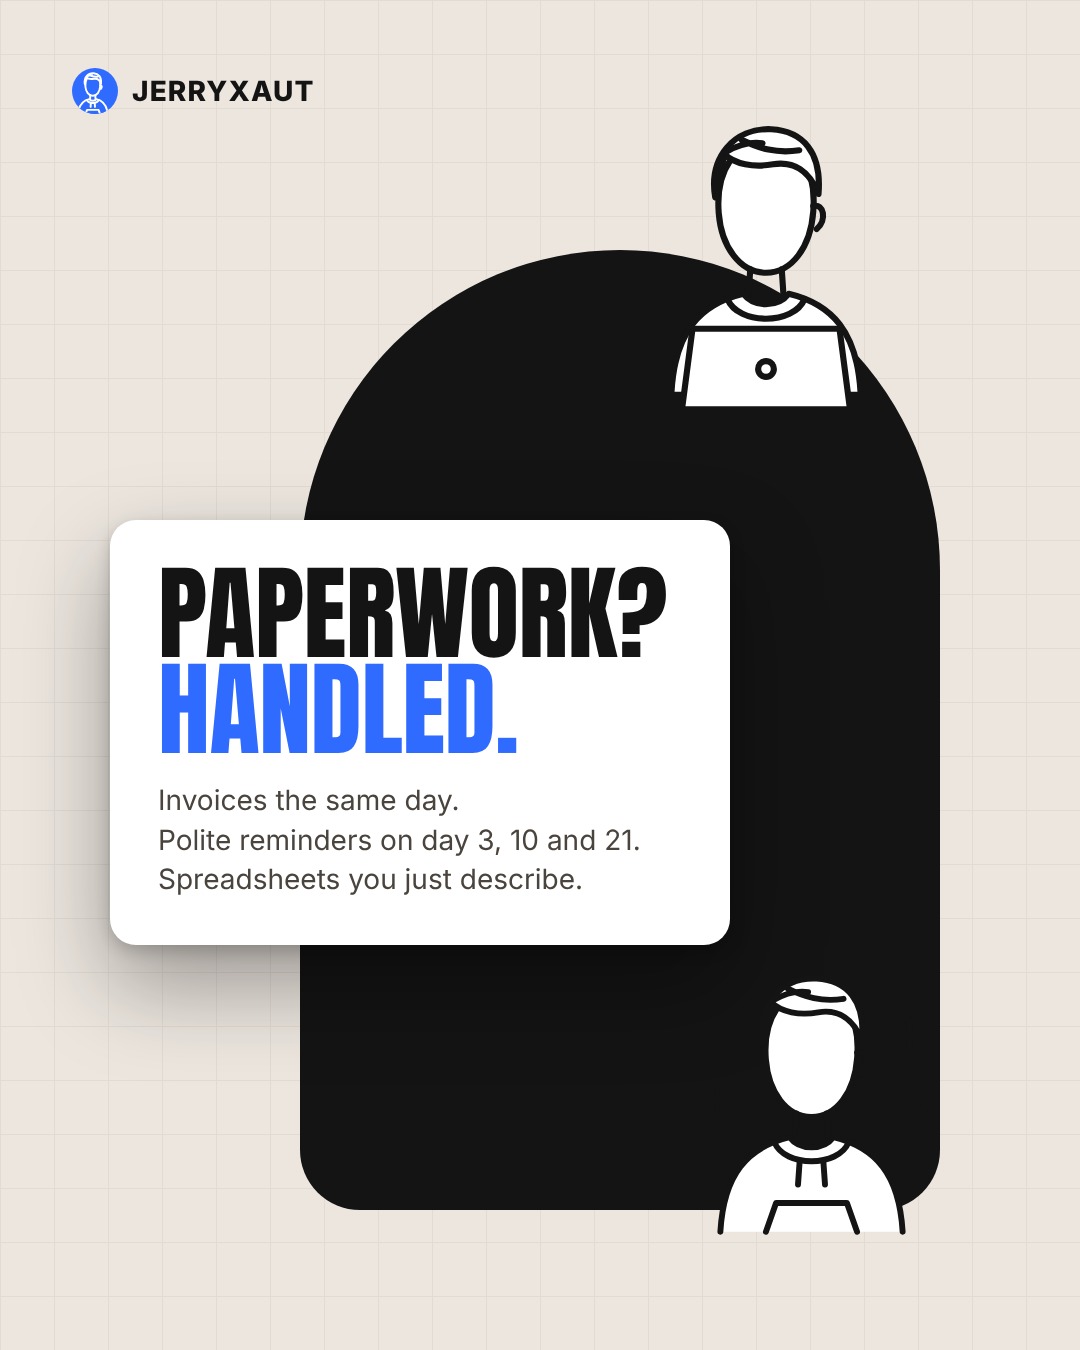 JERRYXAUT
PAPERWORK?
HANDLED.
Invoices the same day.
Polite reminders on day 3, 10 and 21.
Spreadsheets you just describe.